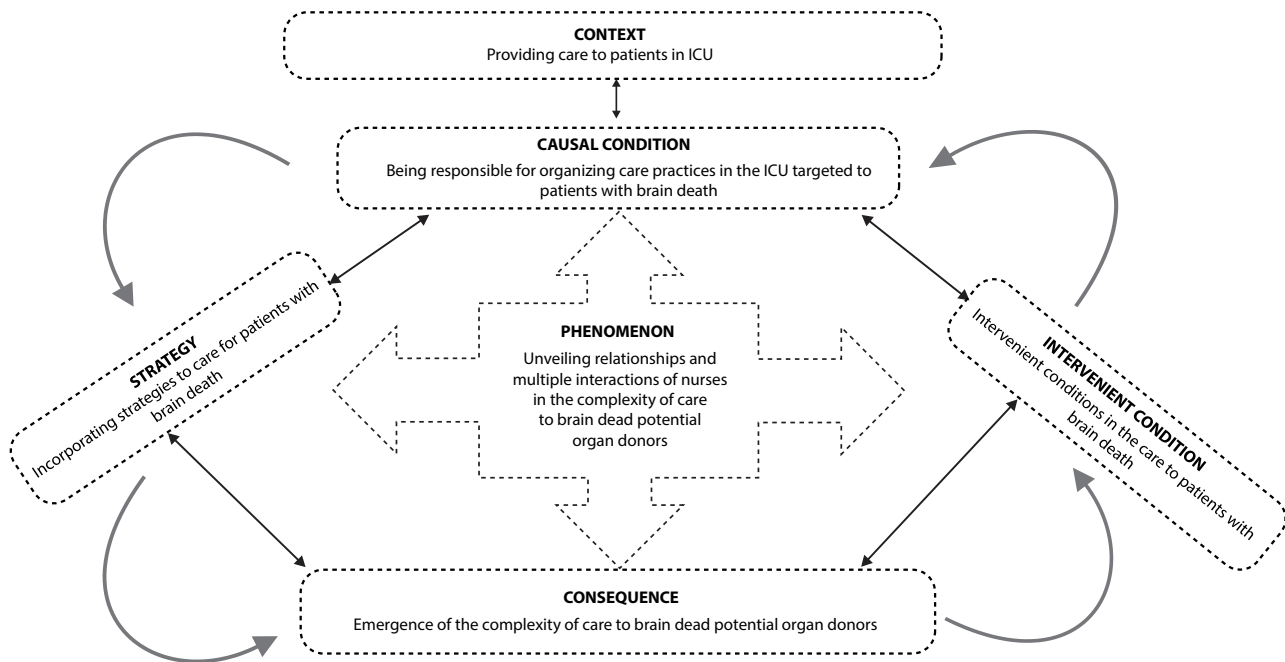 CONTEXT
Providing care to patients in ICU
CAUSAL CONDITION
Being responsible for organizing care practices in the ICU targeted to
patients with brain death
STRATEGY
Incorporating strategies to care for patients with
brain death
PHENOMENON
Unveiling relationships and
multiple interactions of nurses
in the complexity of care
to brain dead potential
organ donors
INTERVENIENT CONDITION
Intervenient conditions in the care to patients with
brain death
CONSEQUENCE
Emergence of the complexity of care to brain dead potential organ donors